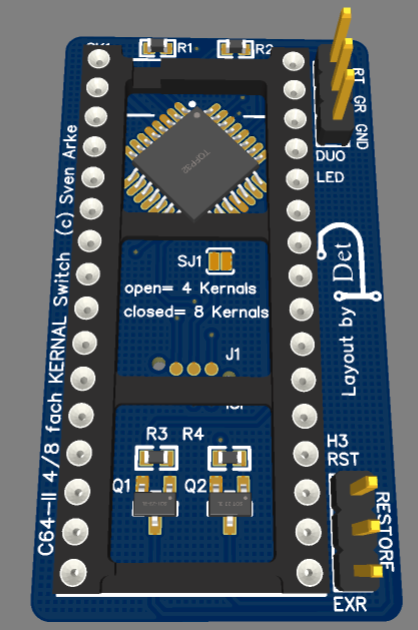 R1
R2
RT GR GND
DUO
LED
C64-II 4/8 fach KERNAL Switch (c) Sven Arke
TQFP32
SJ1
open= 4 Kernals
closed= 8 Kernals
Layout by Det
J1
R3 R4
H3
RST
Q1 Q2
RESTORE
EXR